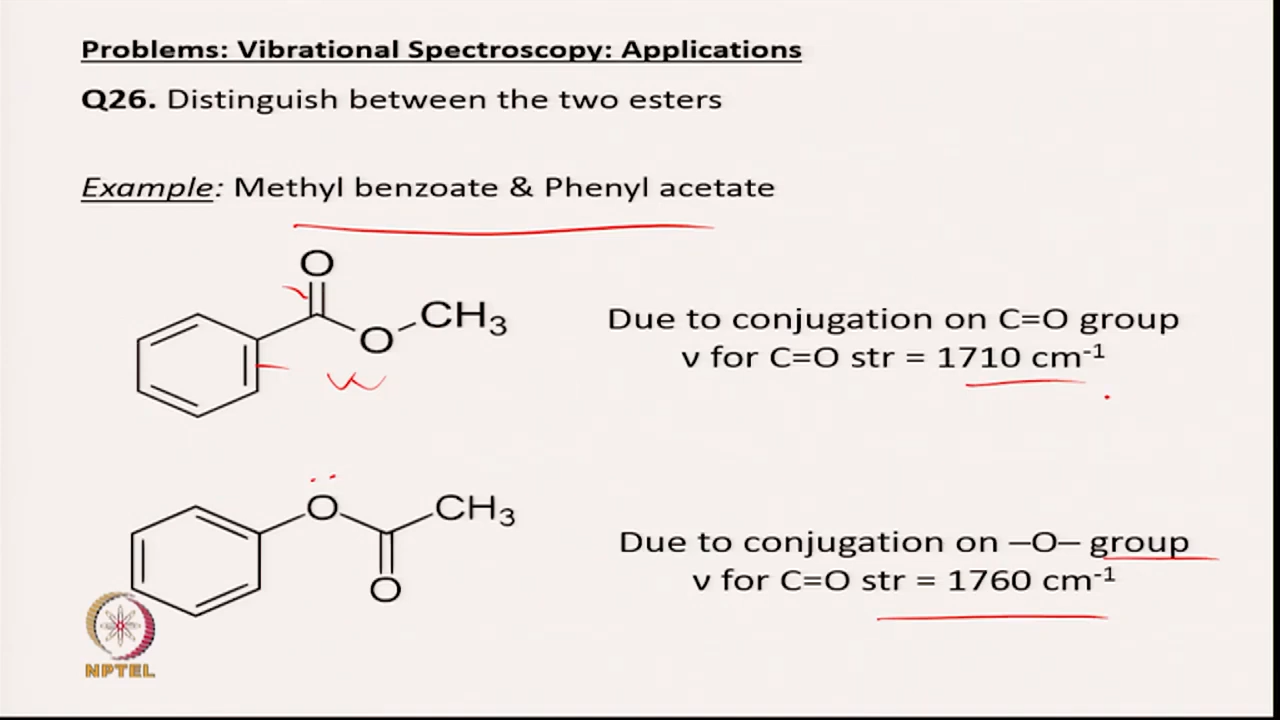 Problems: Vibrational Spectroscopy: Applications
Q26. Distinguish between the two esters
Example: Methyl benzoate & Phenyl acetate
O
O
CH3
Due to conjugation on C=O group
ν for C=O str = 1710 cm-1
O
CH3
O
Due to conjugation on –O– group
ν for C=O str = 1760 cm-1
NPTEL